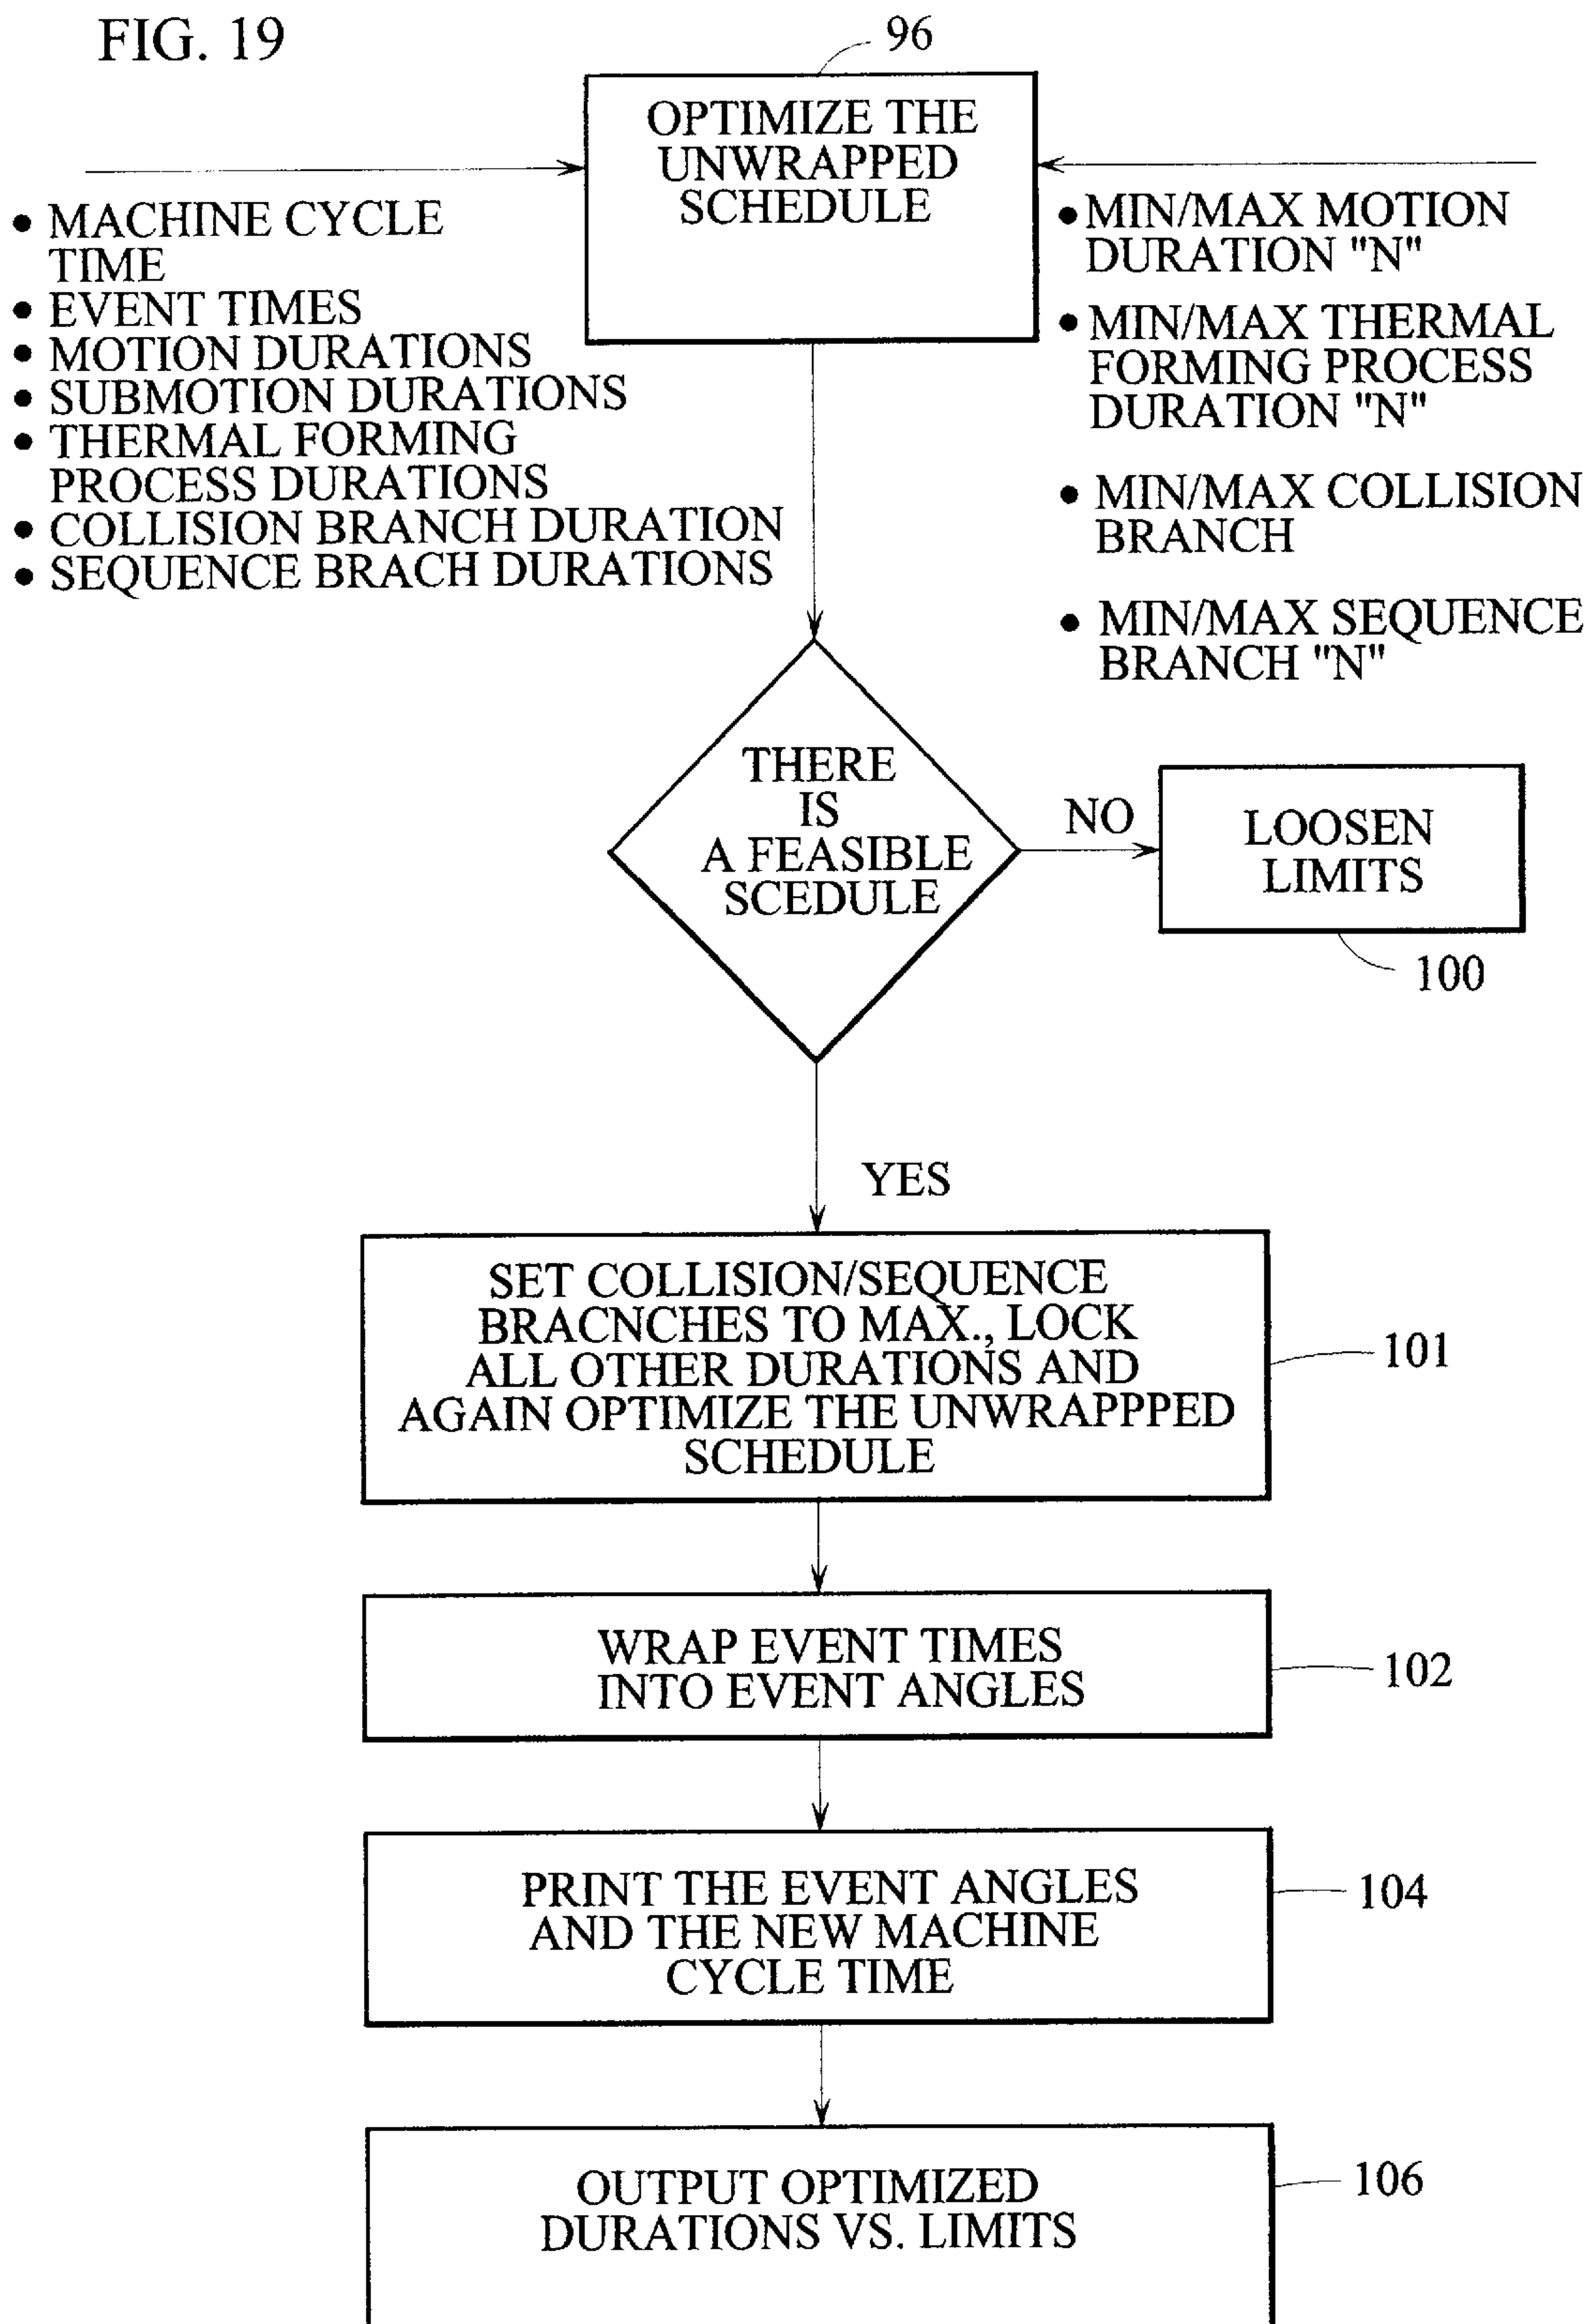 FIG. 19
96
OPTIMIZE THE
UNWRAPPED
SCHEDULE
• MACHINE CYCLE
TIME
• EVENT TIMES
• MOTION DURATIONS
• SUBMOTION DURATIONS
• THERMAL FORMING
PROCESS DURATIONS
• COLLISION BRANCH DURATION
• SEQUENCE BRACH DURATIONS
• MIN/MAX MOTION
DURATION "N"
• MIN/MAX THERMAL
FORMING PROCESS
DURATION "N"
• MIN/MAX COLLISION
BRANCH
• MIN/MAX SEQUENCE
BRANCH "N"
THERE
IS
A FEASIBLE
SCEDULE
NO
LOOSEN
LIMITS
100
YES
SET COLLISION/SEQUENCE
BRACNCHES TO MAX., LOCK
ALL OTHER DURATIONS AND
AGAIN OPTIMIZE THE UNWRAPPPED
SCHEDULE
101
WRAP EVENT TIMES
INTO EVENT ANGLES
102
PRINT THE EVENT ANGLES
AND THE NEW MACHINE
CYCLE TIME
104
OUTPUT OPTIMIZED
DURATIONS VS. LIMITS
106